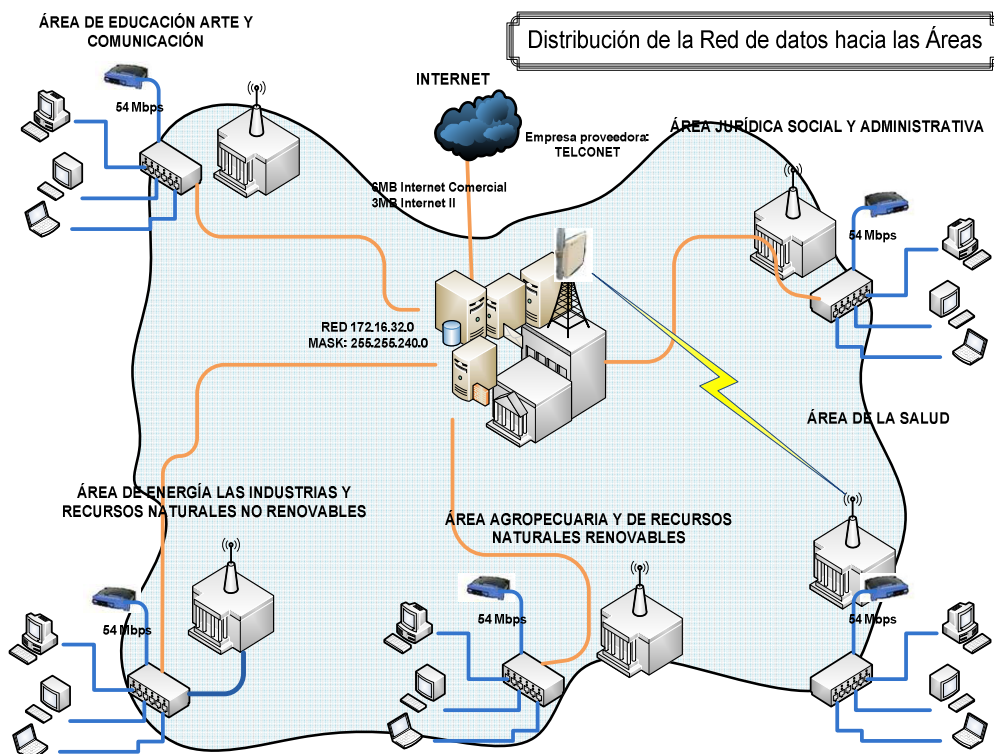 ÁREA DE EDUCACIÓN ARTE Y
COMUNICACIÓN
Distribución de la Red de datos hacia las Áreas
INTERNET
54 Mbps
Empresa proveedora:
TELCONET
ÁREA JURÍDICA SOCIAL Y ADMINISTRATIVA
6MB Internet Comercial
3MB Internet II
54 Mbps
RED 172.16.32.0
MASK: 255.255.240.0
ÁREA DE LA SALUD
ÁREA DE ENERGÍA LAS INDUSTRIAS Y
RECURSOS NATURALES NO RENOVABLES
ÁREA AGROPECUARIA Y DE RECURSOS
NATURALES RENOVABLES
54 Mbps
54 Mbps
54 Mbps